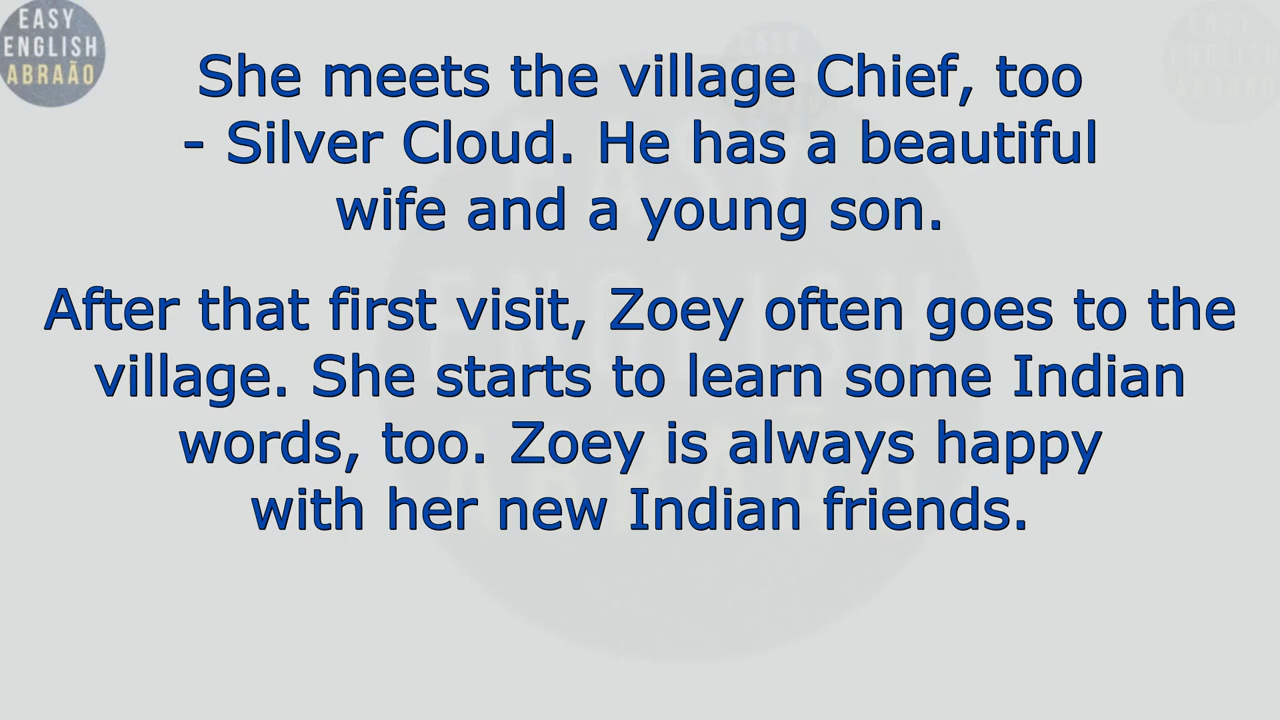 EASY
ENGLISH
ABRAÃO
She meets the village Chief, too
- Silver Cloud. He has a beautiful
wife and a young son.
After that first visit, Zoey often goes to the
village. She starts to learn some Indian
words, too. Zoey is always happy
with her new Indian friends.